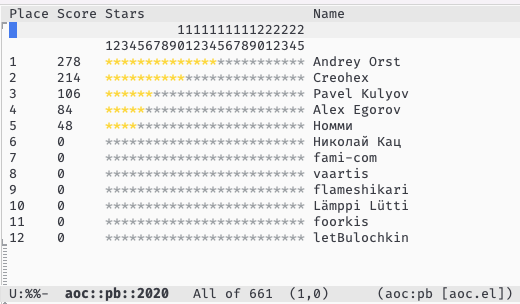 Place Score Stars                     Name
         1111111111222222
1234567890123456789012345
1     278   ************************* Andrey Orst
2     214   ************************* Creohex
3     106   ************************* Pavel Kulyov
4     84    ************************* Alex Egorov
5     48    ************************* Номми
6     0     ************************* Николай Кац
7     0     ************************* fami-com
8     0     ************************* vaartis
9     0     ************************* flameshikari
10    0     ************************* Lämppi Lütti
11    0     ************************* foorkis
12    0     ************************* letBulochkin
U:%%-  aoc::pb::2020   All of 661  (1,0)      (aoc:pb [aoc.el])